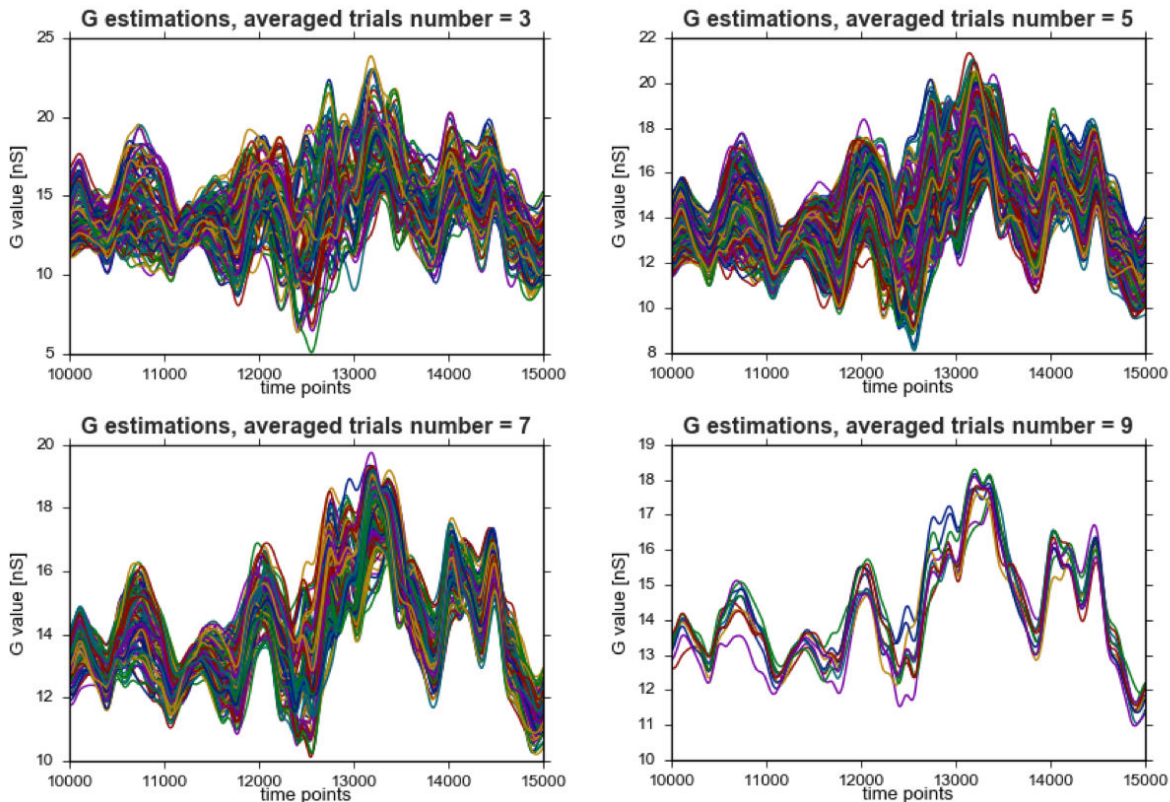 G estimations, averaged trials number = 3
25
20
15
10
5
G value [nS]
10000 11000 12000 13000 14000 15000
time points
G estimations, averaged trials number = 5
22
20
18
16
14
12
10
8
G value [nS]
10000 11000 12000 13000 14000 15000
time points
G estimations, averaged trials number = 7
20
18
16
14
12
10
G value [nS]
10000 11000 12000 13000 14000 15000
time points
G estimations, averaged trials number = 9
19
18
17
16
15
14
13
12
11
10
G value [nS]
10000 11000 12000 13000 14000 15000
time points